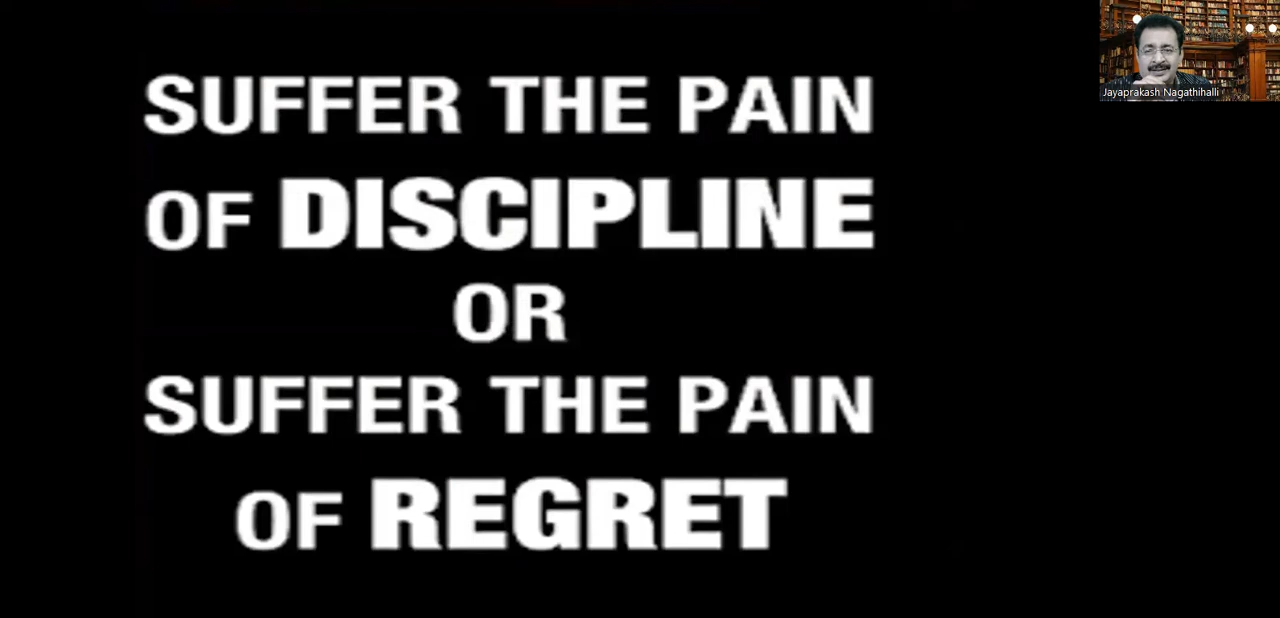 SUFFER THE PAIN
OF DISCIPLINE
OR
SUFFER THE PAIN
OF REGRET
Jayaprakash Nagathihalli